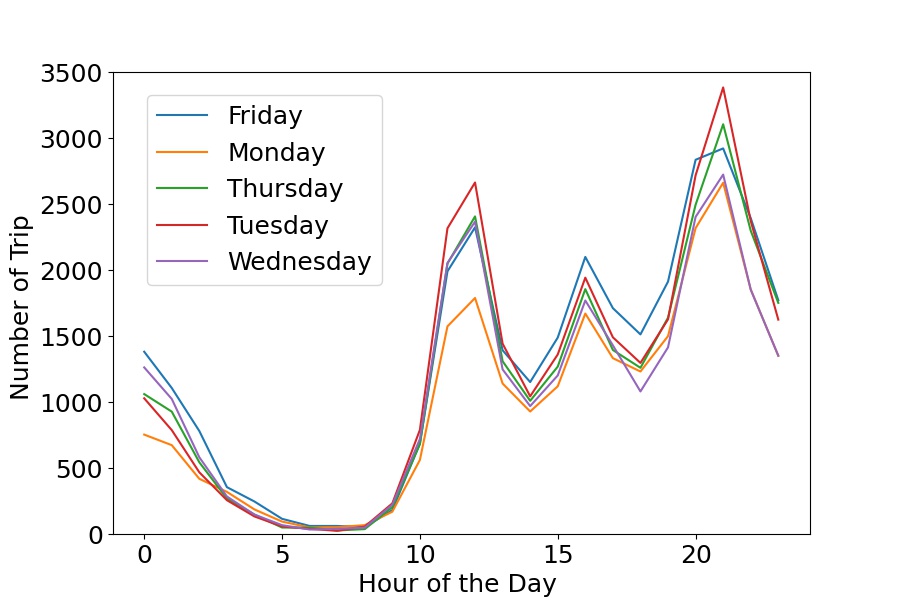 3500
3000
2500
2000
1500
1000
500
0
Number of Trip
Friday
Monday
Thursday
Tuesday
Wednesday
0 5 10 15 20
Hour of the Day